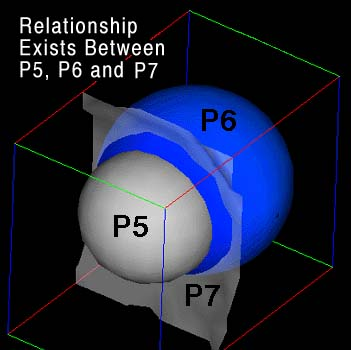 Relationship
Exists Between
P5, P6 and P7
P6
P5
P7